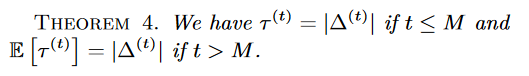 THEOREM 4. We have τ^(t) = |Δ^(t)| if t ≤ M and
𝔼[τ^(t)] = |Δ^(t)| if t > M.